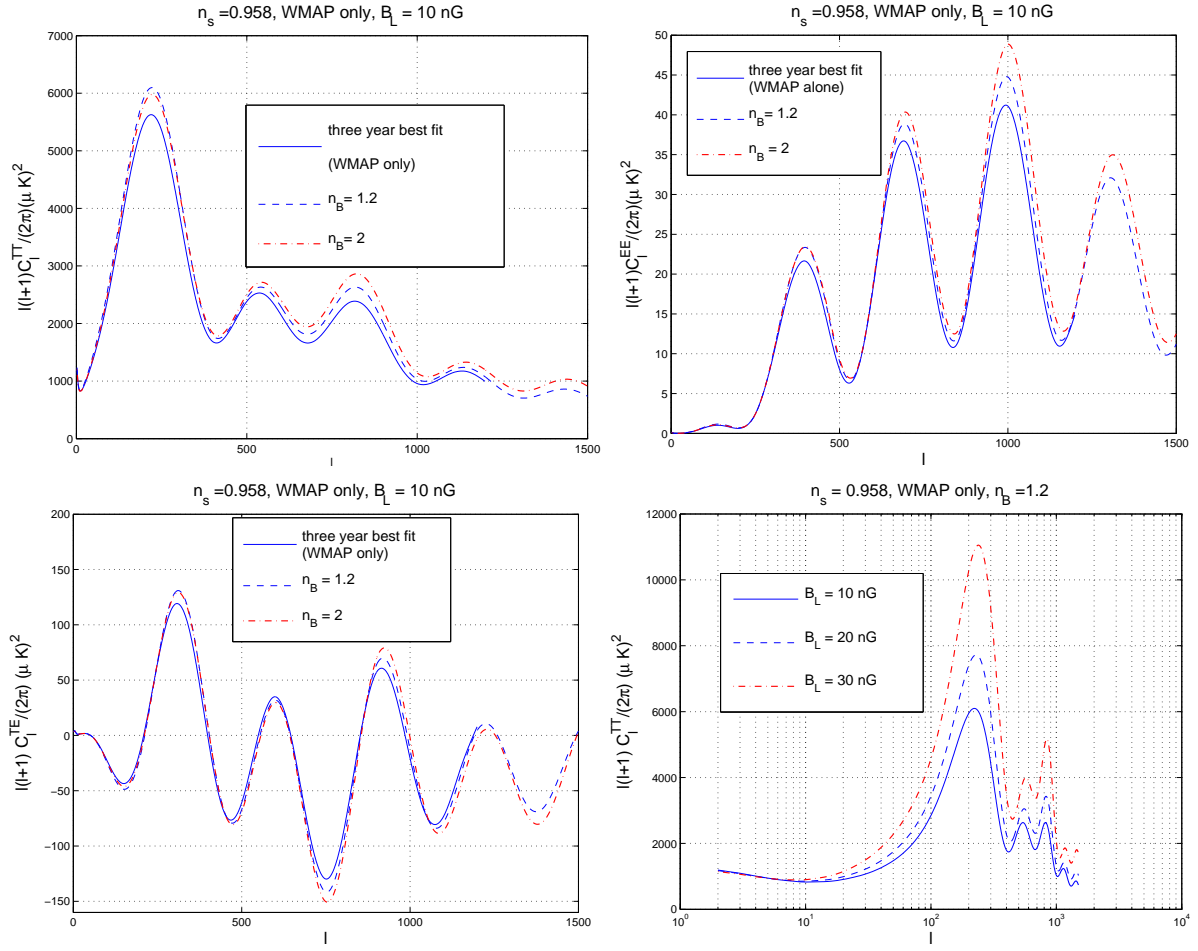 n_s =0.958, WMAP only, B_L = 10 nG
7000
6000
5000
4000
3000
2000
1000
0
0
500
1000
1500
l
l(l+1)C_l^TT/(2π)(μ K)^2
three year best fit
(WMAP only)
n_B = 1.2
n_B = 2
n_s =0.958, WMAP only, B_L = 10 nG
50
45
40
35
30
25
20
15
10
5
0
0
500
1000
1500
l
l(l+1)C_l^EE/(2π)(μ K)^2
three year best fit
(WMAP alone)
n_B = 1.2
n_B = 2
n_s =0.958, WMAP only, B_L = 10 nG
200
150
100
50
0
−50
−100
−150
0
500
1000
1500
l
l(l+1) C_l^TE/(2π) (μ K)^2
three year best fit
(WMAP only)
n_B = 1.2
n_B = 2
n_s = 0.958, WMAP only, n_B =1.2
12000
10000
8000
6000
4000
2000
0
10^0
10^1
10^2
10^3
10^4
l
l(l+1) C_l^TT/(2π) (μ K)^2
B_L = 10 nG
B_L = 20 nG
B_L = 30 nG